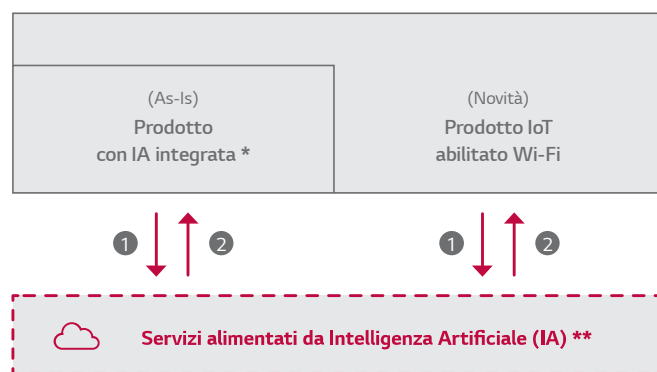 (As-Is)
Prodotto
con IA integrata *
(Novità)
Prodotto IoT
abilitato Wi-Fi
1
2
1
2
Servizi alimentati da Intelligenza Artificiale (IA) **